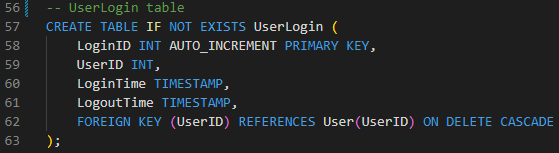 56 -- UserLogin table
57 CREATE TABLE IF NOT EXISTS UserLogin (
58     LoginID INT AUTO_INCREMENT PRIMARY KEY,
59     UserID INT,
60     LoginTime TIMESTAMP,
61     LogoutTime TIMESTAMP,
62     FOREIGN KEY (UserID) REFERENCES User(UserID) ON DELETE CASCADE
63 );